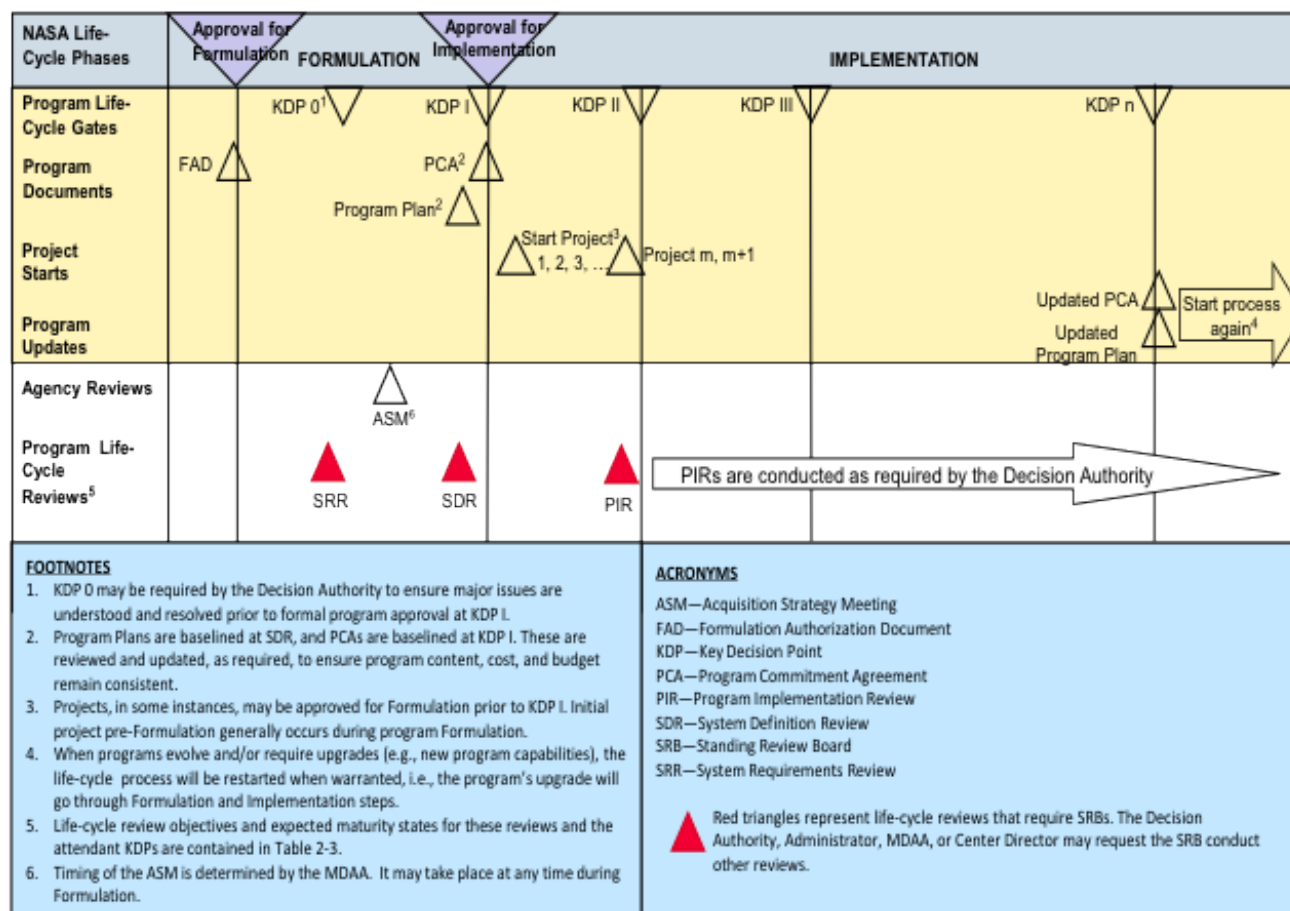 NASA Life-
Cycle Phases
Approval for
Formulation
FORMULATION
Approval for
Implementation
IMPLEMENTATION
Program Life-
Cycle Gates
KDP 0¹
KDP I
KDP II
KDP III
KDP n
Program
Documents
FAD
PCA²
Program Plan²
Project
Starts
Start Project³
1, 2, 3, ...
Project m, m+1
Program
Updates
Updated PCA
Updated
Program Plan
Start process
again⁴
Agency Reviews
ASM⁶
Program Life-
Cycle
Reviews⁵
SRR
SDR
PIR
PIRs are conducted as required by the Decision Authority
FOOTNOTES
1. KDP 0 may be required by the Decision Authority to ensure major issues are
understood and resolved prior to formal program approval at KDP I.
2. Program Plans are baselined at SDR, and PCAs are baselined at KDP I. These are
reviewed and updated, as required, to ensure program content, cost, and budget
remain consistent.
3. Projects, in some instances, may be approved for Formulation prior to KDP I. Initial
project pre-Formulation generally occurs during program Formulation.
4. When programs evolve and/or require upgrades (e.g., new program capabilities), the
life-cycle process will be restarted when warranted, i.e., the program's upgrade will
go through Formulation and Implementation steps.
5. Life-cycle review objectives and expected maturity states for these reviews and the
attendant KDPs are contained in Table 2-3.
6. Timing of the ASM is determined by the MDAA. It may take place at any time during
Formulation.
ACRONYMS
ASM—Acquisition Strategy Meeting
FAD—Formulation Authorization Document
KDP—Key Decision Point
PCA—Program Commitment Agreement
PIR—Program Implementation Review
SDR—System Definition Review
SRB—Standing Review Board
SRR—System Requirements Review
Red triangles represent life-cycle reviews that require SRBs. The Decision
Authority, Administrator, MDAA, or Center Director may request the SRB conduct
other reviews.